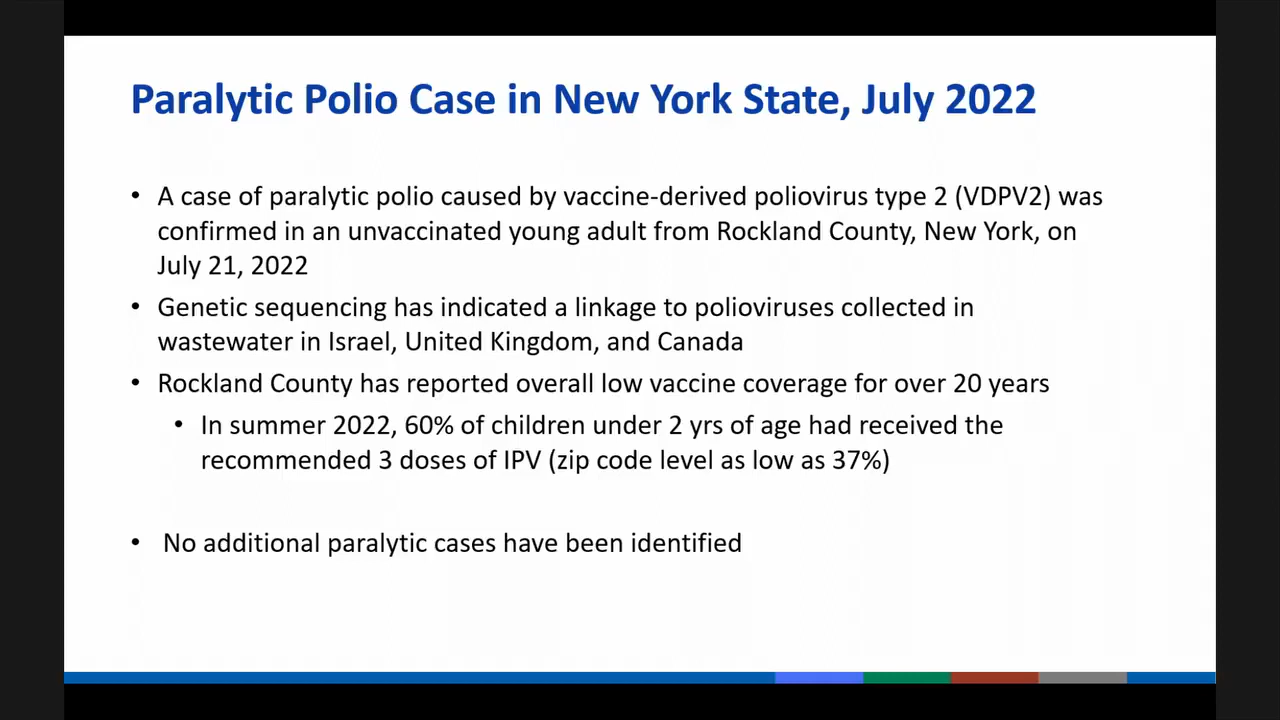 Paralytic Polio Case in New York State, July 2022
• A case of paralytic polio caused by vaccine-derived poliovirus type 2 (VDPV2) was
confirmed in an unvaccinated young adult from Rockland County, New York, on
July 21, 2022
• Genetic sequencing has indicated a linkage to polioviruses collected in
wastewater in Israel, United Kingdom, and Canada
• Rockland County has reported overall low vaccine coverage for over 20 years
• In summer 2022, 60% of children under 2 yrs of age had received the
recommended 3 doses of IPV (zip code level as low as 37%)
• No additional paralytic cases have been identified